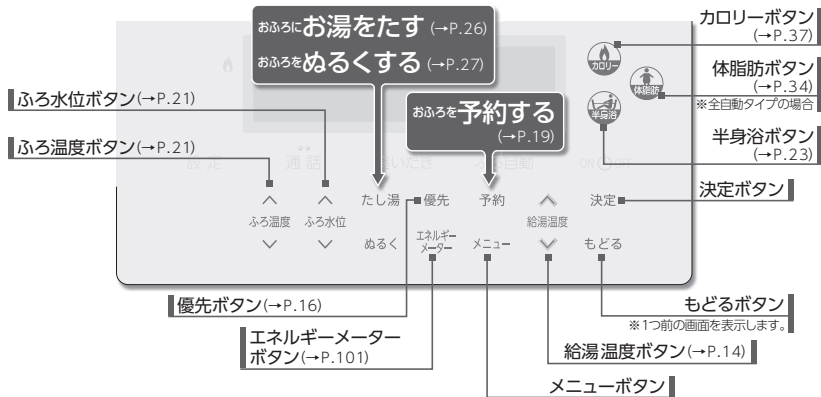 おふろにお湯をたす(→P.26)
おふろをぬるくする(→P.27)
カロリーボタン
(→P.37)
カロリー
体脂肪ボタン
(→P.34)
※全自動タイプの場合
体脂肪
ふろ水位ボタン(→P.21)
おふろを予約する
(→P.19)
半身浴
半身浴ボタン
(→P.23)
ふろ温度ボタン(→P.21)
設定 通話 追いだき ふろ自動 ON OFF
決定ボタン
たし湯 優先 予約 決定
ふろ温度 ふろ水位 給湯温度
ぬるく エネルギーメーター メニュー もどる
優先ボタン(→P.16)
もどるボタン
※1つ前の画面を表示します。
エネルギーメーター
ボタン(→P.101)
給湯温度ボタン(→P.14)
メニューボタン